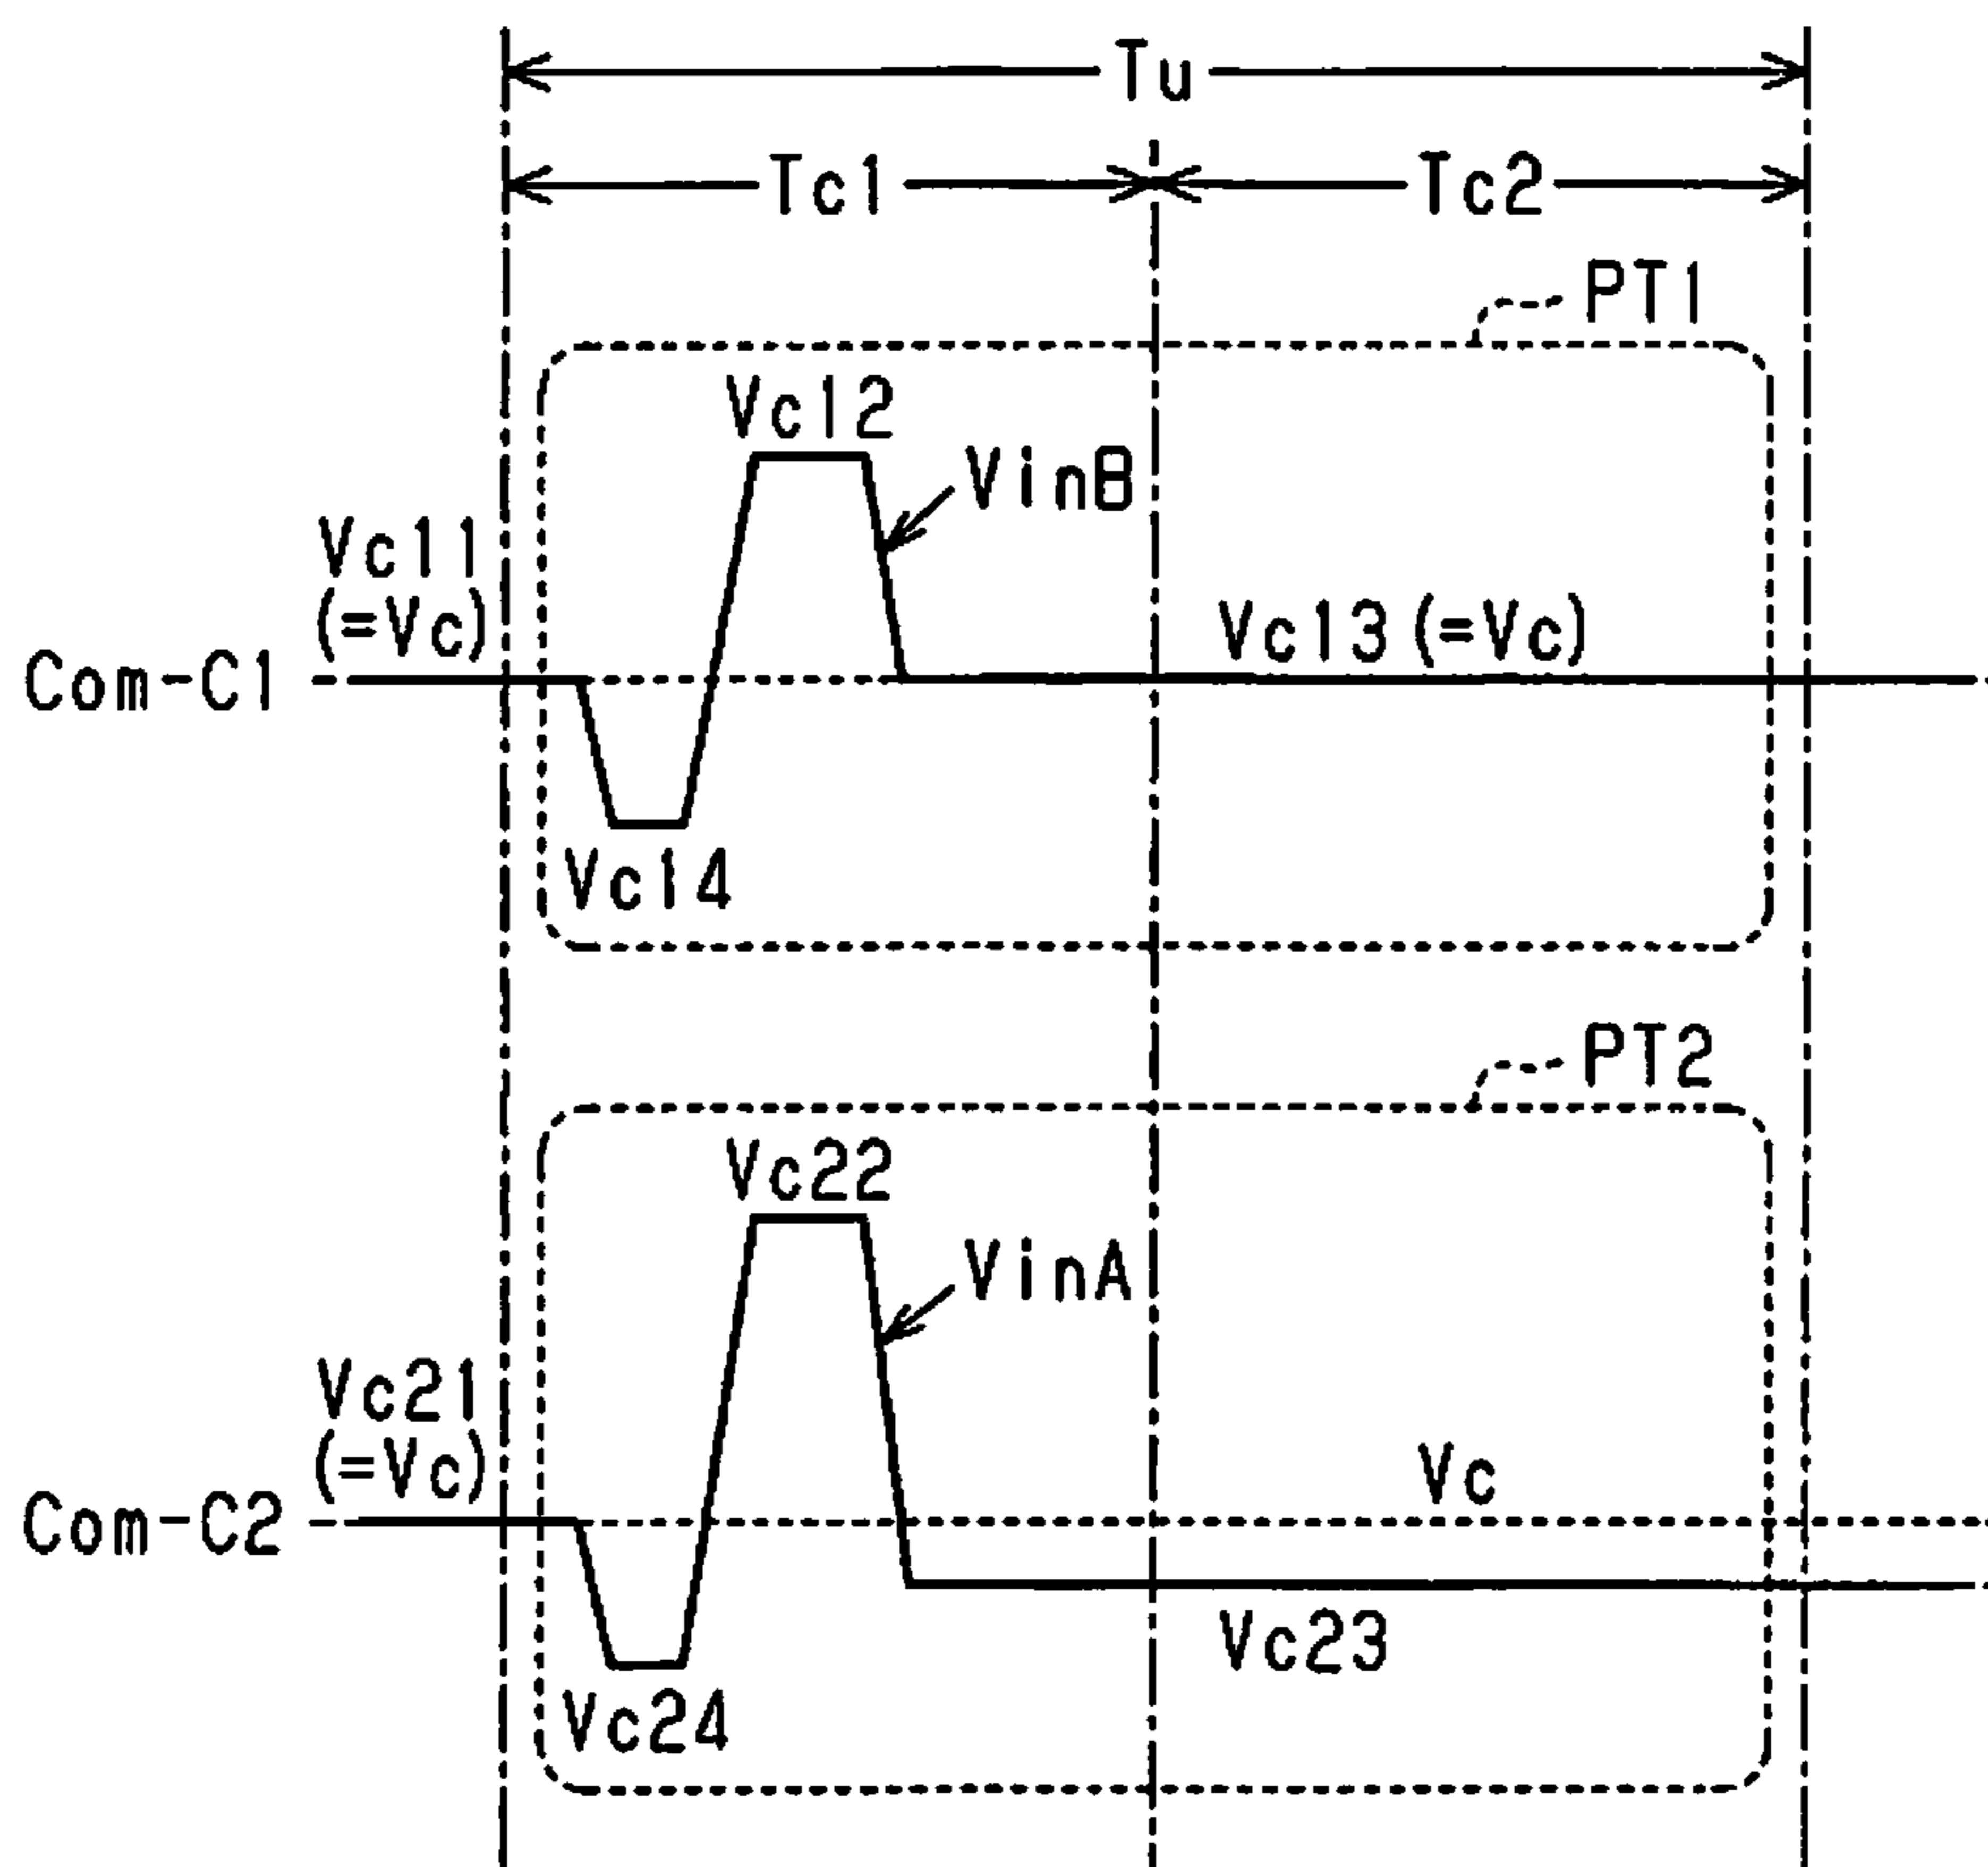 Tu
Tc1 Tc2
PT1
Vc12
VinB
Vc11
(=Vc)
Vc13(=Vc)
Com-C1
Vc14
PT2
Vc22
VinA
Vc21
(=Vc)
Vc
Com-C2
Vc23
Vc24